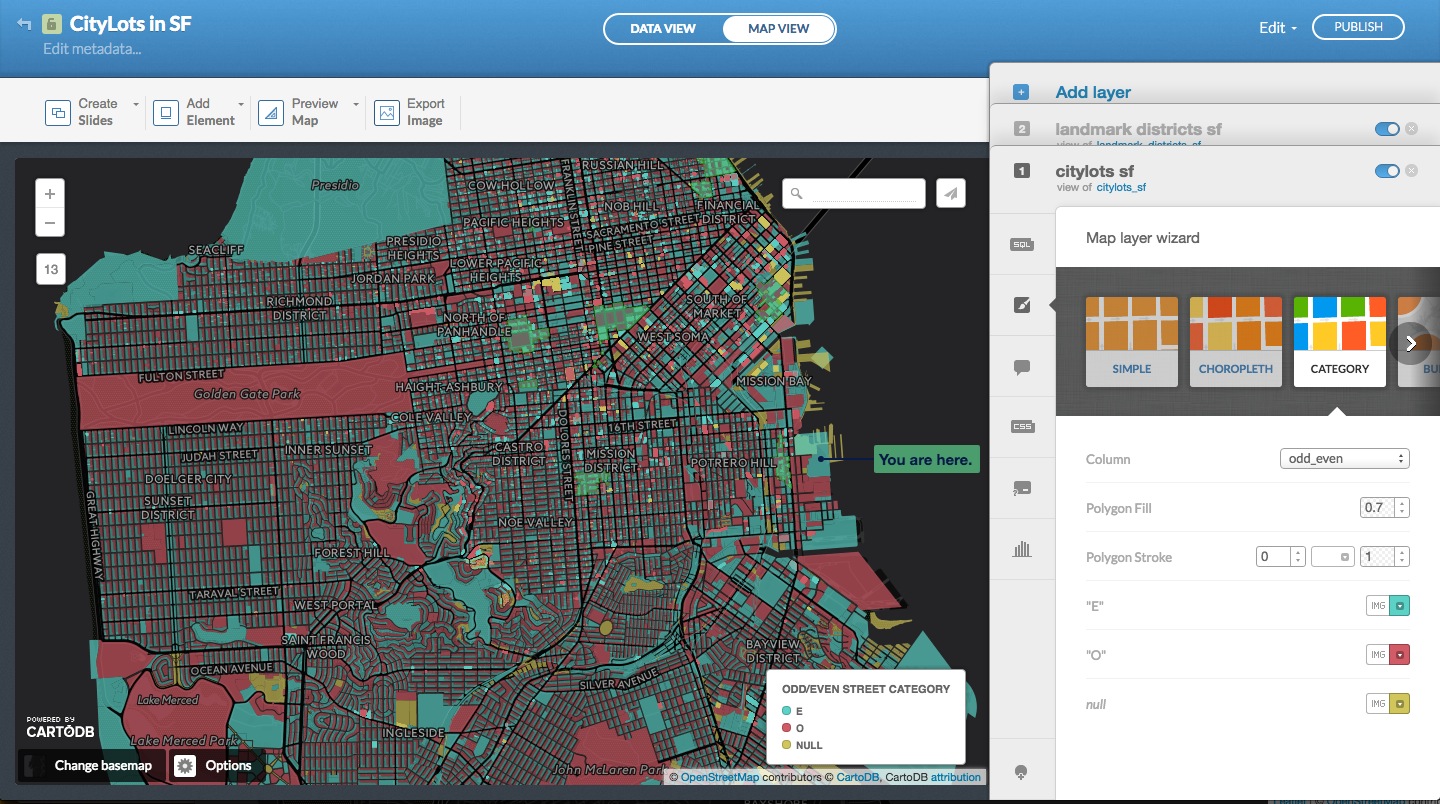 CityLots in SF
Edit metadata...
DATA VIEW
MAP VIEW
Edit
PUBLISH
Create
Slides
Add
Element
Preview
Map
Export
Image
Add layer
2
landmark districts sf
view of landmark_districts_sf
1
citylots sf
view of citylots_sf
SQL
CSS
Map layer wizard
SIMPLE
CHOROPLETH
CATEGORY
BU
Column
odd_even
Polygon Fill
0.7
Polygon Stroke
0
1
"E"
IMG
"O"
IMG
null
IMG
+
−
13
Presidio
RUSSIAN HILL
COW HOLLOW
FRANKLIN STREET
NOB HILL
FINANCIAL
DISTRICT
PACIFIC HEIGHTS
SACRAMENTO STREET
PINE STREET
SEACLIFF
PRESIDIO
HEIGHTS
LOWER PACIFIC
HEIGHTS
JORDAN PARK
RICHMOND
DISTRICT
SOUTH OF
MARKET
NORTH OF
PANHANDLE
WEST SOMA
FULTON STREET
Golden Gate Park
HAIGHT-ASHBURY
MISSION BAY
LINCOLN WAY
COLE VALLEY
DOLORES STREET
16TH STREET
JUDAH STREET
INNER SUNSET
CASTRO
DISTRICT
MISSION
DISTRICT
POTRERO HILL
You are here.
DOELGER CITY
SUNSET
DISTRICT
GREAT HIGHWAY
NOE VALLEY
FOREST HILL
TARAVAL STREET
WEST PORTAL
SAINT FRANCIS
WOOD
BAYVIEW
DISTRICT
OCEAN AVENUE
SILVER AVENUE
Lake Merced
Lake Merced Park
INGLESIDE
John McLaren Park
BAYSHORE
ODD/EVEN STREET CATEGORY
E
O
NULL
POWERED BY
CARTODB
Change basemap
Options
© OpenStreetMap contributors © CartoDB, CartoDB attribution